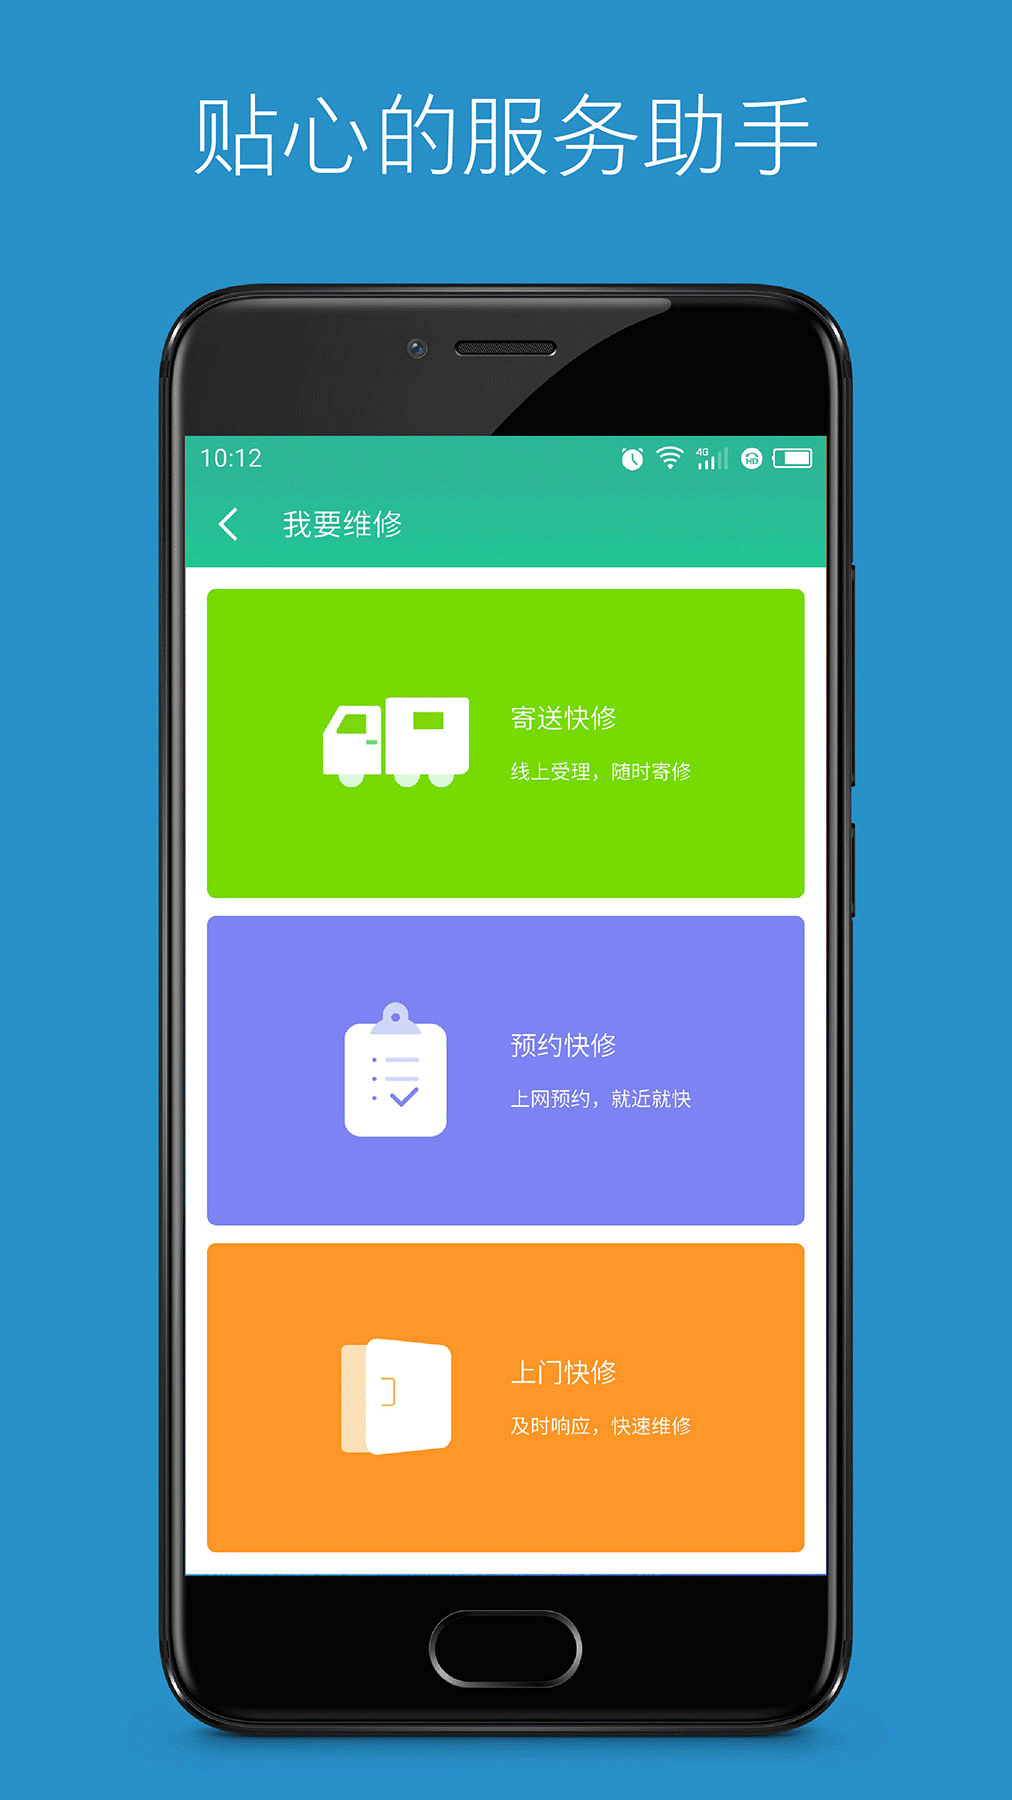 贴心的服务助手
10:12
4G
HD
我要维修
寄送快修
线上受理，随时寄修
预约快修
上网预约，就近就快
上门快修
及时响应，快速维修